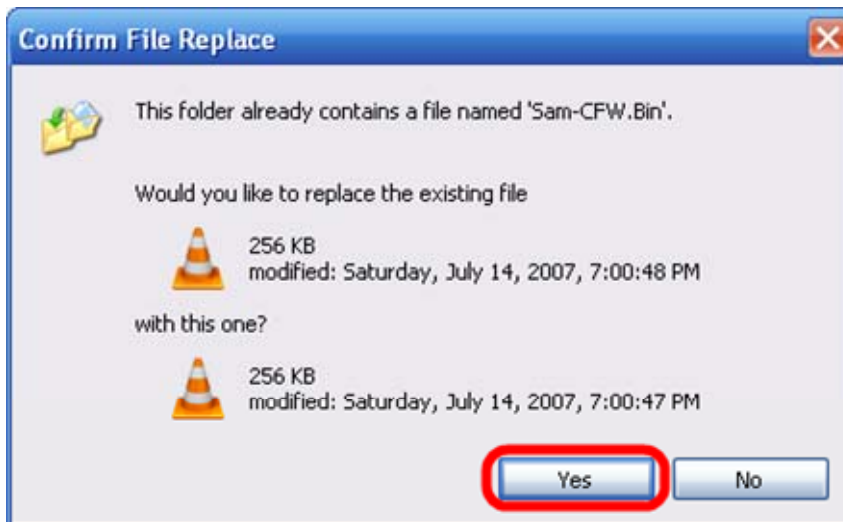 Confirm File Replace
This folder already contains a file named 'Sam-CFW.Bin'.
Would you like to replace the existing file
256 KB
modified: Saturday, July 14, 2007, 7:00:48 PM
with this one?
256 KB
modified: Saturday, July 14, 2007, 7:00:47 PM
Yes No